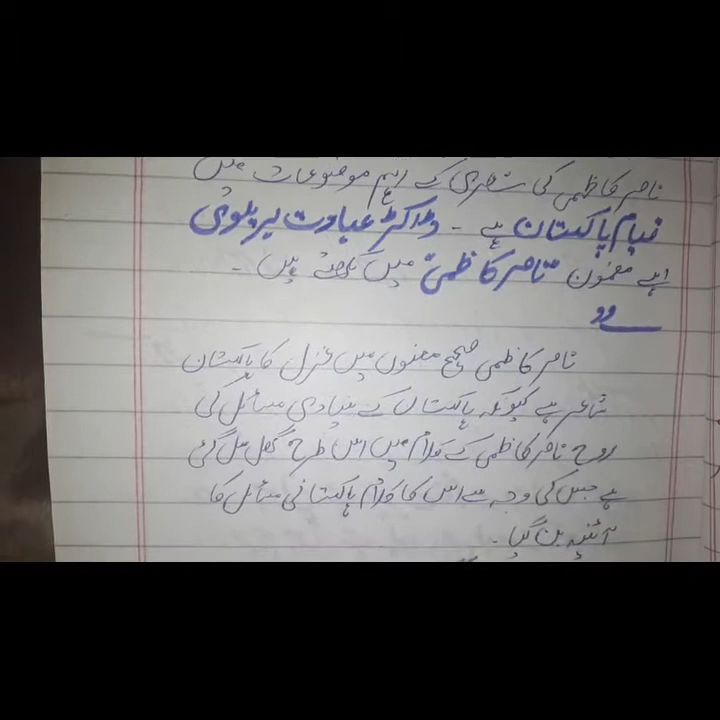 ناصر کاظمی کی شاعری کے اہم موضوعات میں
قیام پاکستان ہے ۔ ڈاکٹر عبادت بریلوی
اپنے مضمون "ناصر کاظمی" میں لکھتے ہیں ۔
ناصر کاظمی صحیح معنوں میں غزل کا پاکستان
شاعر ہے کیونکہ پاکستان کے بنیادی مسائل کی
روح ناصر کاظمی کے کلام میں اس طرح گھل مل گئی
ہے جس کی وجہ سے اس کا کلام پاکستانی مسائل کا
آئینہ بن گیا ۔